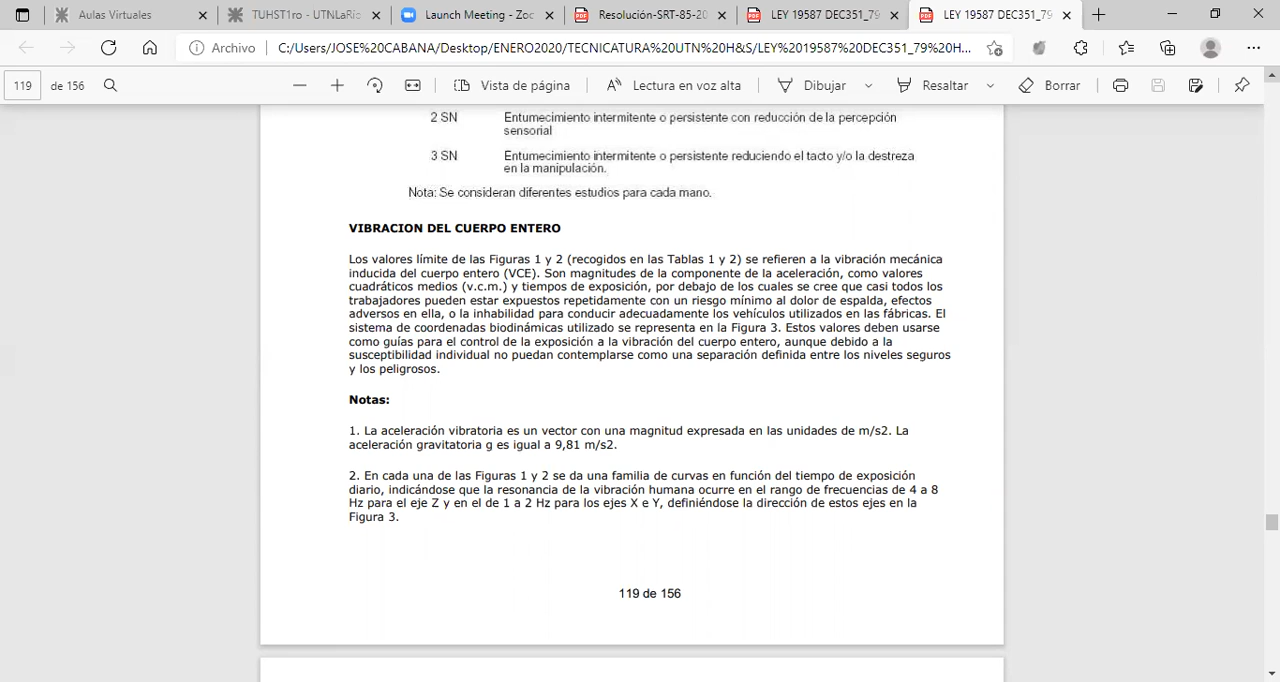 Aulas Virtuales
TUHST1ro - UTNLaRio
Launch Meeting - Zoo
Resolución-SRT-85-20
LEY 19587 DEC351_79
LEY 19587 DEC351_79
Archivo
C:/Users/JOSE%20CABANA/Desktop/ENERO2020/TECNICATURA%20UTN%20H&S/LEY%2019587%20DEC351_79%20H...
119 de 156
Vista de página
Lectura en voz alta
Dibujar
Resaltar
Borrar
2 SN Entumecimiento intermitente o persistente con reducción de la percepción
sensorial
3 SN Entumecimiento intermitente o persistente reduciendo el tacto y/o la destreza
en la manipulación.
Nota: Se consideran diferentes estudios para cada mano.
VIBRACION DEL CUERPO ENTERO
Los valores límite de las Figuras 1 y 2 (recogidos en las Tablas 1 y 2) se refieren a la vibración mecánica
inducida del cuerpo entero (VCE). Son magnitudes de la componente de la aceleración, como valores
cuadráticos medios (v.c.m.) y tiempos de exposición, por debajo de los cuales se cree que casi todos los
trabajadores pueden estar expuestos repetidamente con un riesgo mínimo al dolor de espalda, efectos
adversos en ella, o la inhabilidad para conducir adecuadamente los vehículos utilizados en las fábricas. El
sistema de coordenadas biodinámicas utilizado se representa en la Figura 3. Estos valores deben usarse
como guías para el control de la exposición a la vibración del cuerpo entero, aunque debido a la
susceptibilidad individual no puedan contemplarse como una separación definida entre los niveles seguros
y los peligrosos.
Notas:
1. La aceleración vibratoria es un vector con una magnitud expresada en las unidades de m/s2. La
aceleración gravitatoria g es igual a 9,81 m/s2.
2. En cada una de las Figuras 1 y 2 se da una familia de curvas en función del tiempo de exposición
diario, indicándose que la resonancia de la vibración humana ocurre en el rango de frecuencias de 4 a 8
Hz para el eje Z y en el de 1 a 2 Hz para los ejes X e Y, definiéndose la dirección de estos ejes en la
Figura 3.
119 de 156